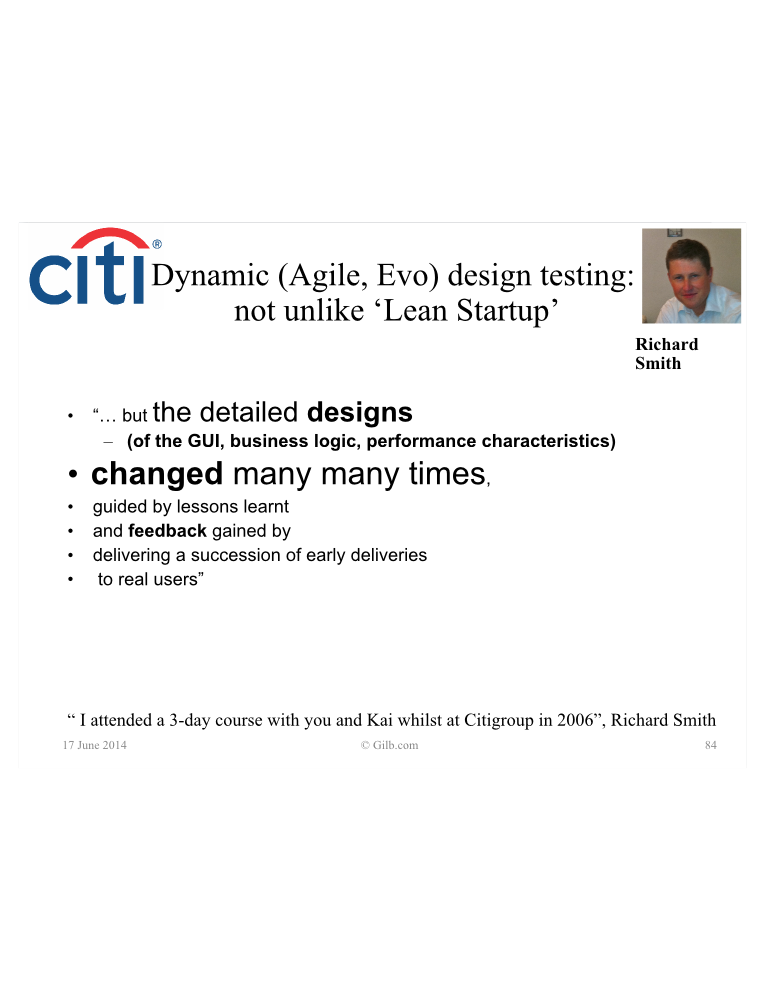 citi®
Dynamic (Agile, Evo) design testing:
not unlike ‘Lean Startup’
Richard
Smith
• “… but the detailed designs
– (of the GUI, business logic, performance characteristics)
• changed many many times,
• guided by lessons learnt
• and feedback gained by
• delivering a succession of early deliveries
• to real users”
“ I attended a 3-day course with you and Kai whilst at Citigroup in 2006”, Richard Smith
17 June 2014 © Gilb.com 84